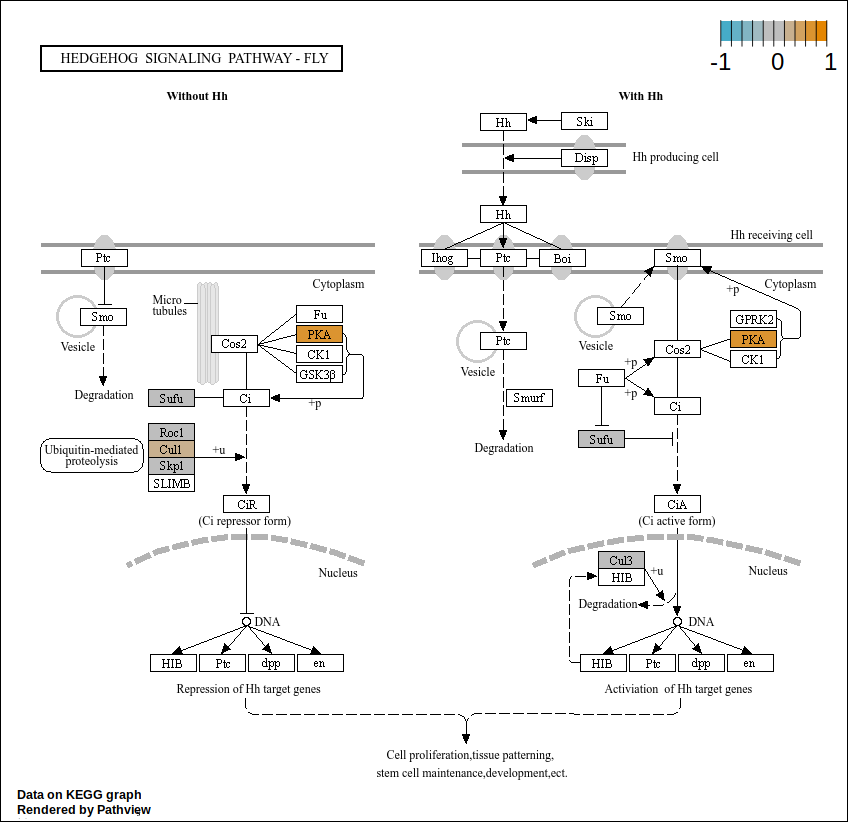 HEDGEHOG SIGNALING PATHWAY - FLY
-1 0 1
Without Hh
With Hh
Hh
Ski
Disp
Hh producing cell
Hh
Hh receiving cell
Ptc
Ihog
Ptc
Boi
Smo
Cytoplasm
Cytoplasm
+p
Micro
tubules
Smo
Vesicle
Fu
PKA
CK1
GSK3β
Cos2
Smo
Vesicle
GPRK2
PKA
CK1
Cos2
Ptc
Vesicle
Degradation
Sufu
Ci
+p
Fu
+p
+p
Ci
Smurf
Degradation
Sufu
Roc1
Cul1
Skp1
SLIMB
+u
Ubiquitin-mediated
proteolysis
CiR
(Ci repressor form)
CiA
(Ci active form)
Nucleus
Nucleus
Cul3
HIB
+u
Degradation
DNA
DNA
HIB
Ptc
dpp
en
HIB
Ptc
dpp
en
Repression of Hh target genes
Activiation of Hh target genes
Cell proliferation,tissue patterning,
stem cell maintenance,development,ect.
Data on KEGG graph
Rendered by Pathview